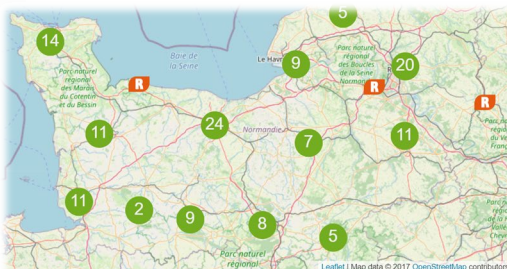 5
14
Baie de
la Seine
Le Hav
9
Parc naturel
régional
des Boucles
de la Seine
Norman
20
R
R
R
Parc naturel
régional
des Marais
du Cotentin
et du Bessin
11
24
Normandie
7
11
11
2
9
8
5
Parc naturel
régional
Leaflet | Map data © 2017 OpenStreetMap contributors